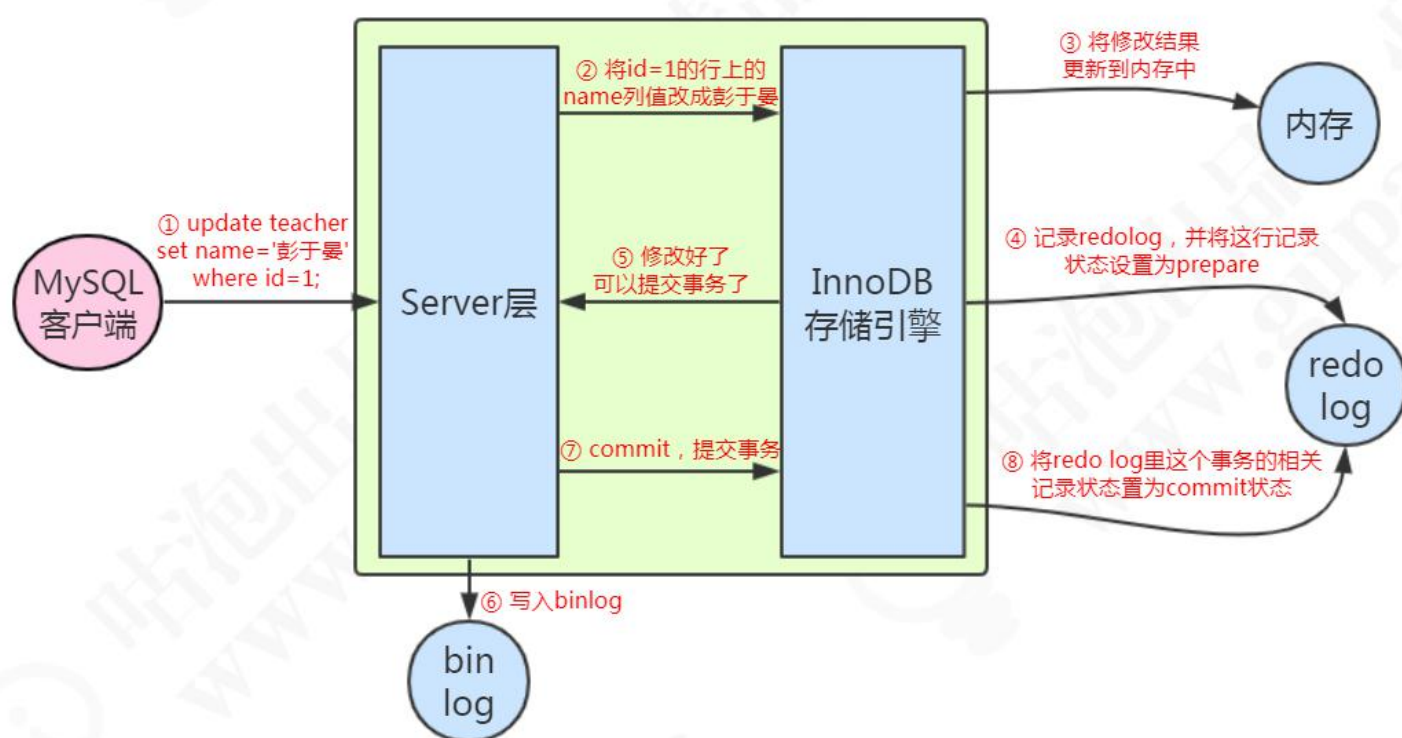 ① update teacher
set name='彭于晏'
where id=1;
MySQL
客户端
Server层
② 将id=1的行上的
name列值改成彭于晏
③ 将修改结果
更新到内存中
内存
④ 记录redolog，并将这行记录
状态设置为prepare
⑤ 修改好了
可以提交事务了
InnoDB
存储引擎
redo
log
⑥ 写入binlog
bin
log
⑦ commit，提交事务
⑧ 将redo log里这个事务的相关
记录状态置为commit状态